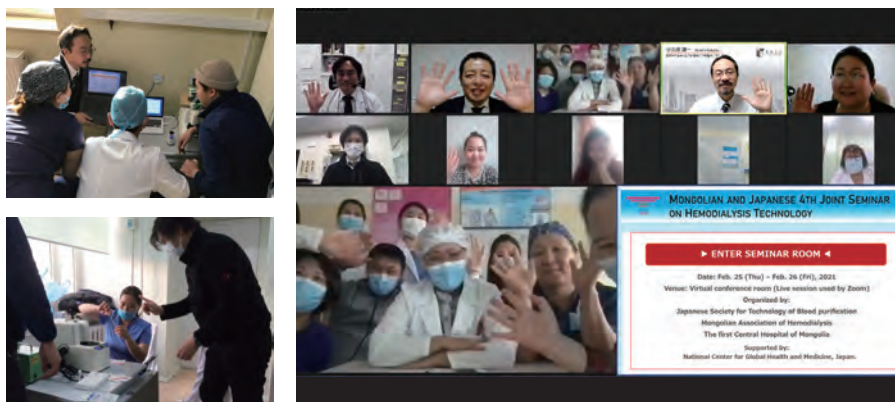 MONGOLIAN AND JAPANESE 4TH JOINT SEMINAR
ON HEMODIALYSIS TECHNOLOGY
► ENTER SEMINAR ROOM ◄
Date: Feb. 25 (Thu) – Feb. 26 (Fri), 2021
Venue: Virtual conference room (Live session used by Zoom)
Organized by:
Japanese Society for Technology of Blood purification
Mongolian Association of Hemodialysis
The first Central Hospital of Mongolia
Supported by:
National Center for Global Health and Medicine, Japan.